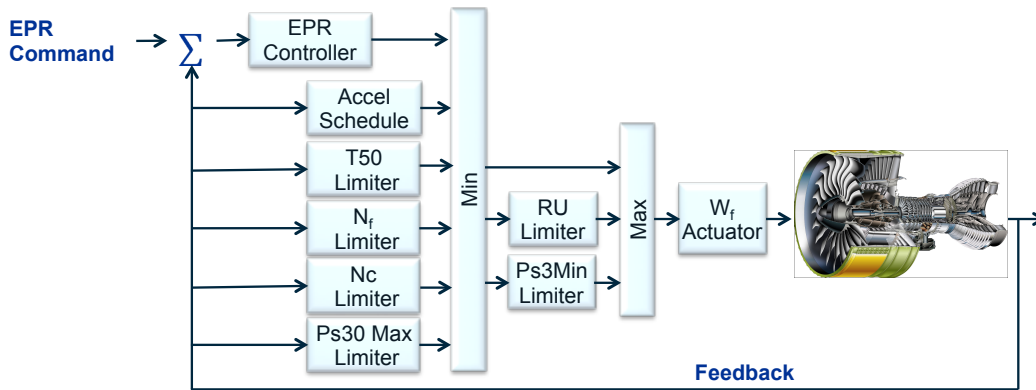 EPR
Command
Σ
EPR
Controller
Accel
Schedule
T50
Limiter
Nf
Limiter
Nc
Limiter
Ps30 Max
Limiter
Min
RU
Limiter
Ps3Min
Limiter
Max
Wf
Actuator
Feedback